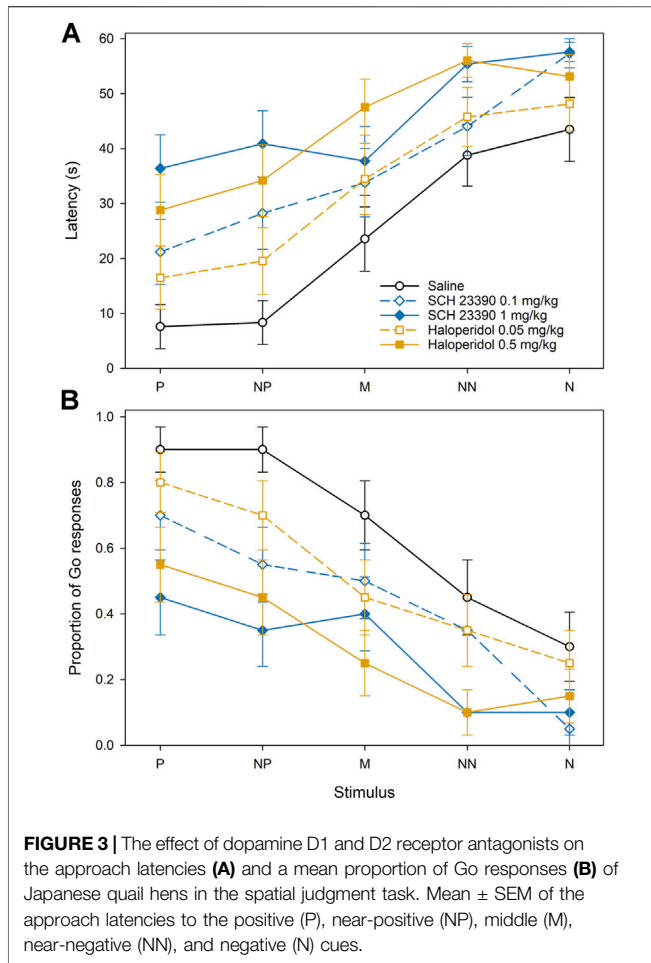 A
60
50
40
30
20
10
0
Latency (s)
Saline
SCH 23390 0.1 mg/kg
SCH 23390 1 mg/kg
Haloperidol 0.05 mg/kg
Haloperidol 0.5 mg/kg
P NP M NN N
B
1.0
0.8
0.6
0.4
0.2
0.0
Proportion of Go responses
P NP M NN N
Stimulus
FIGURE 3 | The effect of dopamine D1 and D2 receptor antagonists on
the approach latencies (A) and a mean proportion of Go responses (B) of
Japanese quail hens in the spatial judgment task. Mean ± SEM of the
approach latencies to the positive (P), near-positive (NP), middle (M),
near-negative (NN), and negative (N) cues.